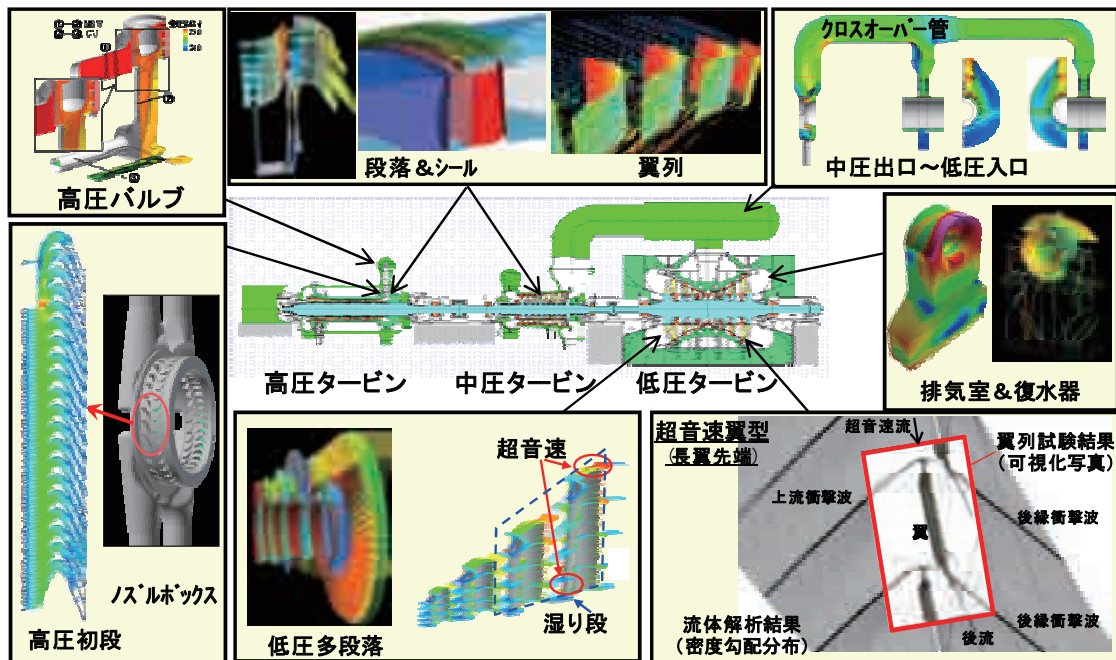 高圧バルブ
段落&シール
翼列
クロスオーバー管
中圧出口～低圧入口
高圧タービン
中圧タービン
低圧タービン
排気室&復水器
ノズルボックス
高圧初段
超音速
湿り段
低圧多段落
超音速翼型
(長翼先端)
超音速流
翼列試験結果
(可視化写真)
上流衝撃波
翼
後縁衝撃波
後縁衝撃波
後流
流体解析結果
(密度勾配分布)